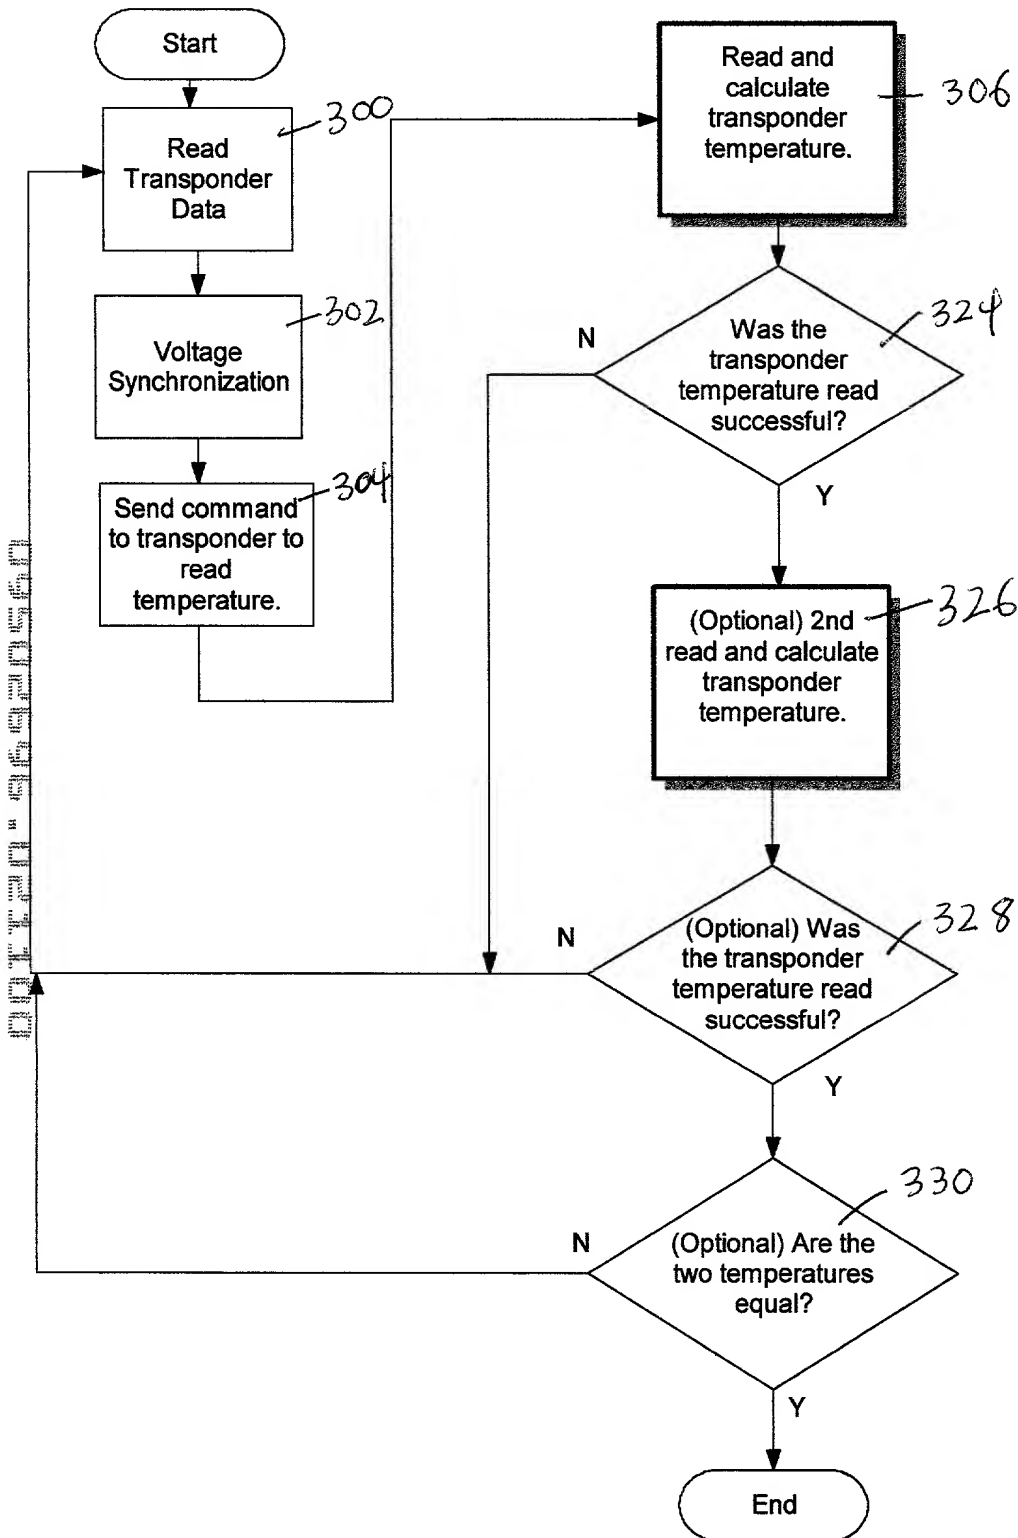 Start
300
Read
Transponder
Data
302
Voltage
Synchronization
304
Send command
to transponder to
read
temperature.
306
Read and
calculate
transponder
temperature.
324
N
Was the
transponder
temperature read
successful?
Y
326
(Optional) 2nd
read and calculate
transponder
temperature.
328
N
(Optional) Was
the transponder
temperature read
successful?
Y
330
N
(Optional) Are the
two temperatures
equal?
Y
End